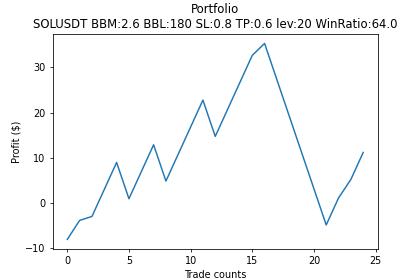 Portfolio
SOLUSDT BBM:2.6 BBL:180 SL:0.8 TP:0.6 lev:20 WinRatio:64.0
30
20
10
0
−10
Profit ($)
0 5 10 15 20 25
Trade counts